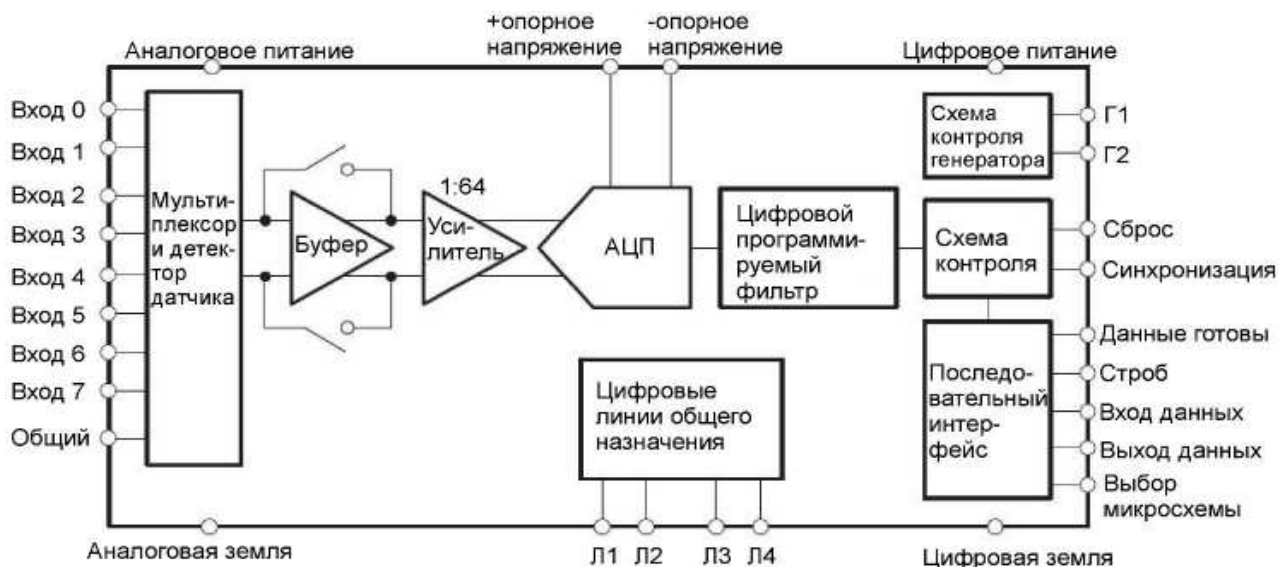 +опорное
напряжение
-опорное
напряжение
Аналоговое питание
Цифровое питание
Вход 0
Вход 1
Вход 2
Вход 3
Вход 4
Вход 5
Вход 6
Вход 7
Общий
Мульти-
плексор
и детек-
тор
датчика
Буфер
1:64
Уси-
литель
АЦП
Цифровой
программи-
руемый
фильтр
Схема
контроля
генератора
Схема
контроля
Последо-
вательный
интер-
фейс
Г1
Г2
Сброс
Синхронизация
Данные готовы
Строб
Вход данных
Выход данных
Выбор
микросхемы
Цифровые
линии общего
назначения
Аналоговая земля
Л1
Л2
Л3
Л4
Цифровая земля